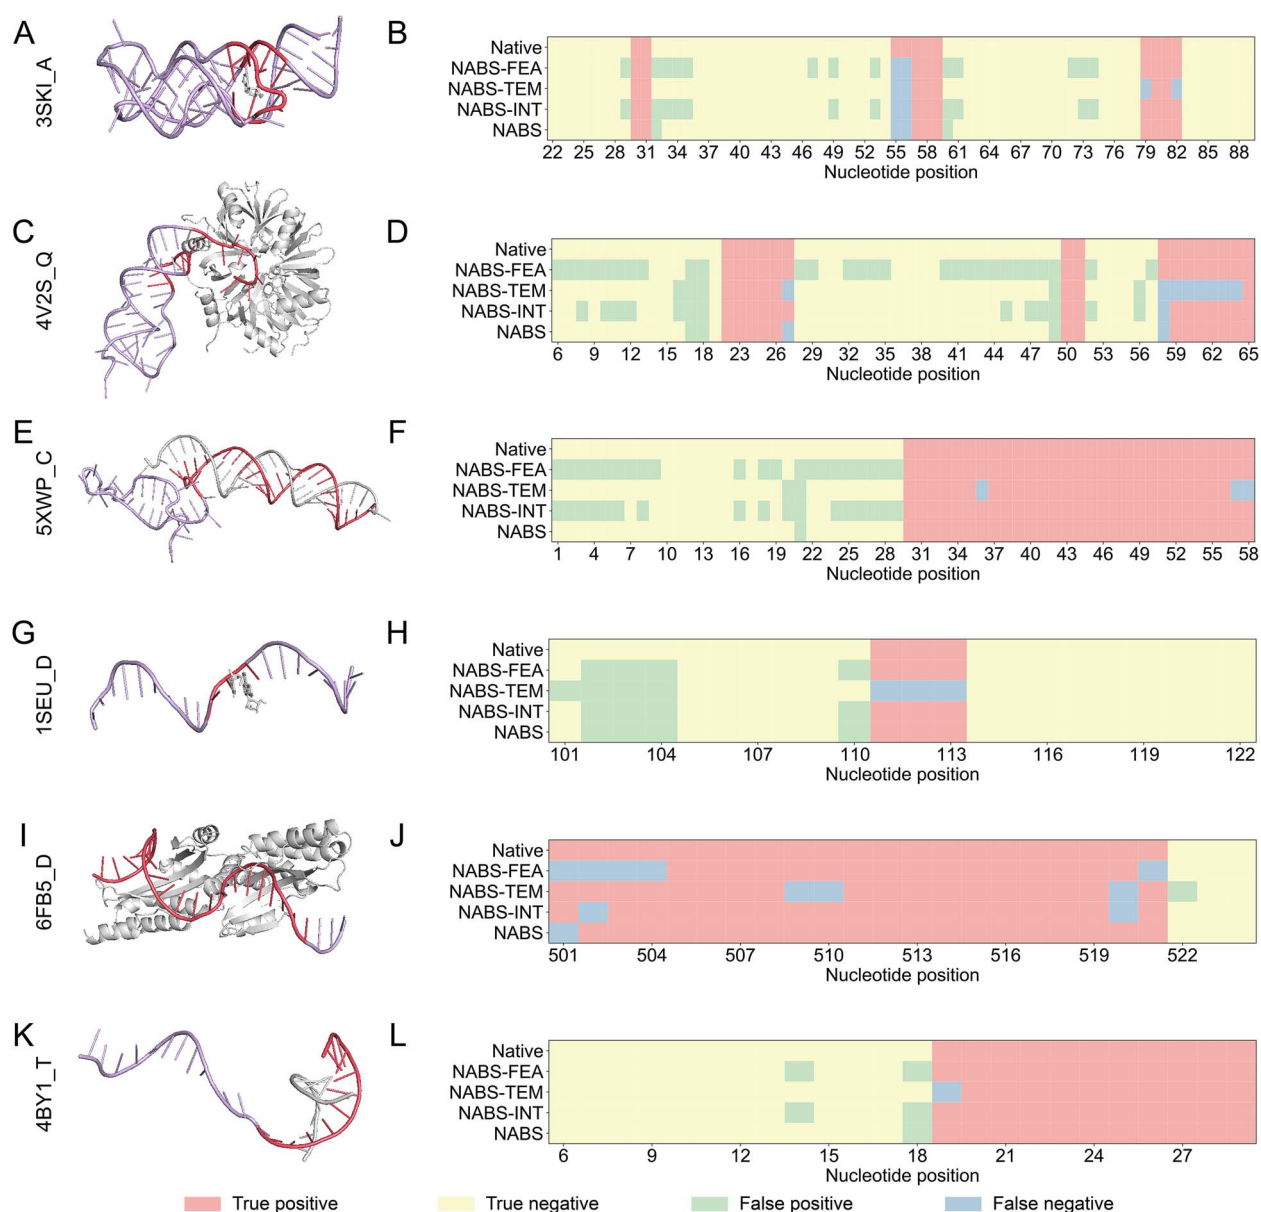 A
3SKI_A
B
Native
NABS-FEA
NABS-TEM
NABS-INT
NABS
22 25 28 31 34 37 40 43 46 49 52 55 58 61 64 67 70 73 76 79 82 85 88
Nucleotide position
C
4V2S_Q
D
Native
NABS-FEA
NABS-TEM
NABS-INT
NABS
6 9 12 15 18 23 26 29 32 35 38 41 44 47 50 53 56 59 62 65
Nucleotide position
E
5XWP_C
F
Native
NABS-FEA
NABS-TEM
NABS-INT
NABS
1 4 7 10 13 16 19 22 25 28 31 34 37 40 43 46 49 52 55 58
Nucleotide position
G
1SEU_D
H
Native
NABS-FEA
NABS-TEM
NABS-INT
NABS
101 104 107 110 113 116 119 122
Nucleotide position
I
6FB5_D
J
Native
NABS-FEA
NABS-TEM
NABS-INT
NABS
501 504 507 510 513 516 519 522
Nucleotide position
K
4BY1_T
L
Native
NABS-FEA
NABS-TEM
NABS-INT
NABS
6 9 12 15 18 21 24 27
Nucleotide position
True positive True negative False positive False negative